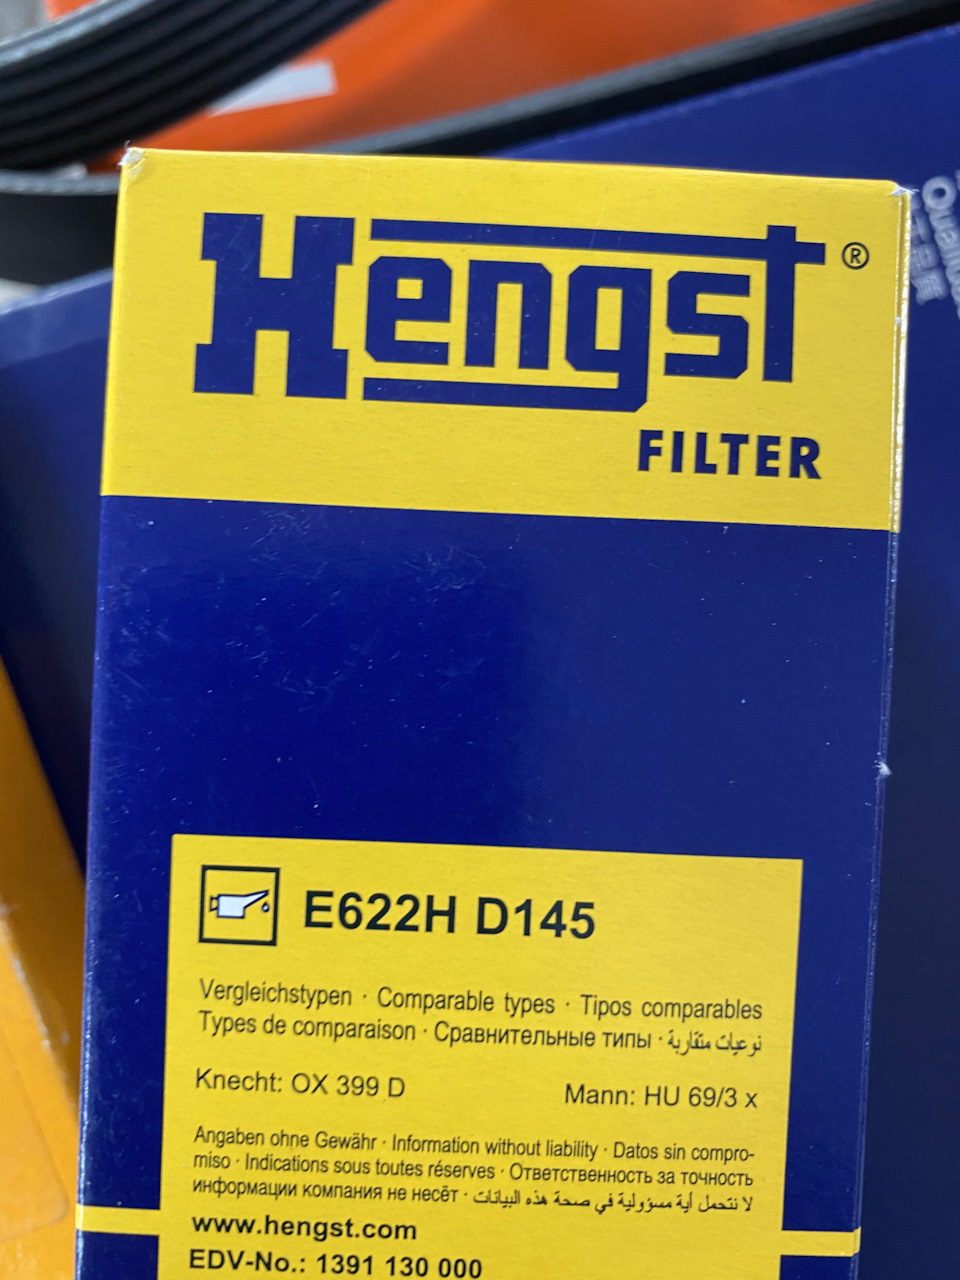 Hengst®
FILTER
E622H D145
Vergleichstypen · Comparable types · Tipos comparables
Types de comparaison · Сравнительные типы · نوعيات متقاربة
Knecht: OX 399 D
Mann: HU 69/3 x
Angaben ohne Gewähr · Information without liability · Datos sin compro-
miso · Indications sous toutes réserves · Ответственность за точность
информации компания не несёт · لا نتحمل أية مسؤولية في صحة هذه البيانات
www.hengst.com
EDV-No.: 1391 130 000